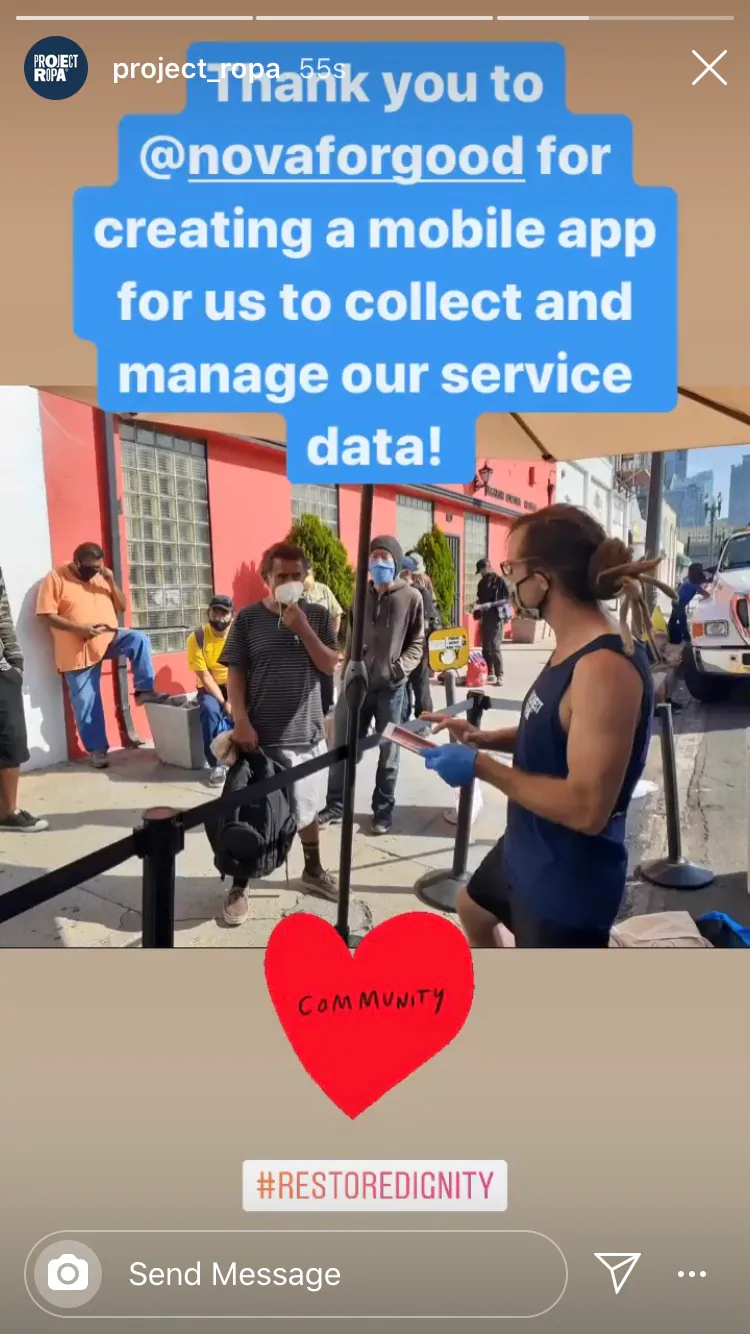 PROJECT
ROPA
project_ropa 55s
Thank you to
@novaforgood for
creating a mobile app
for us to collect and
manage our service
data!
COMMUNITY
#RESTOREDIGNITY
Send Message